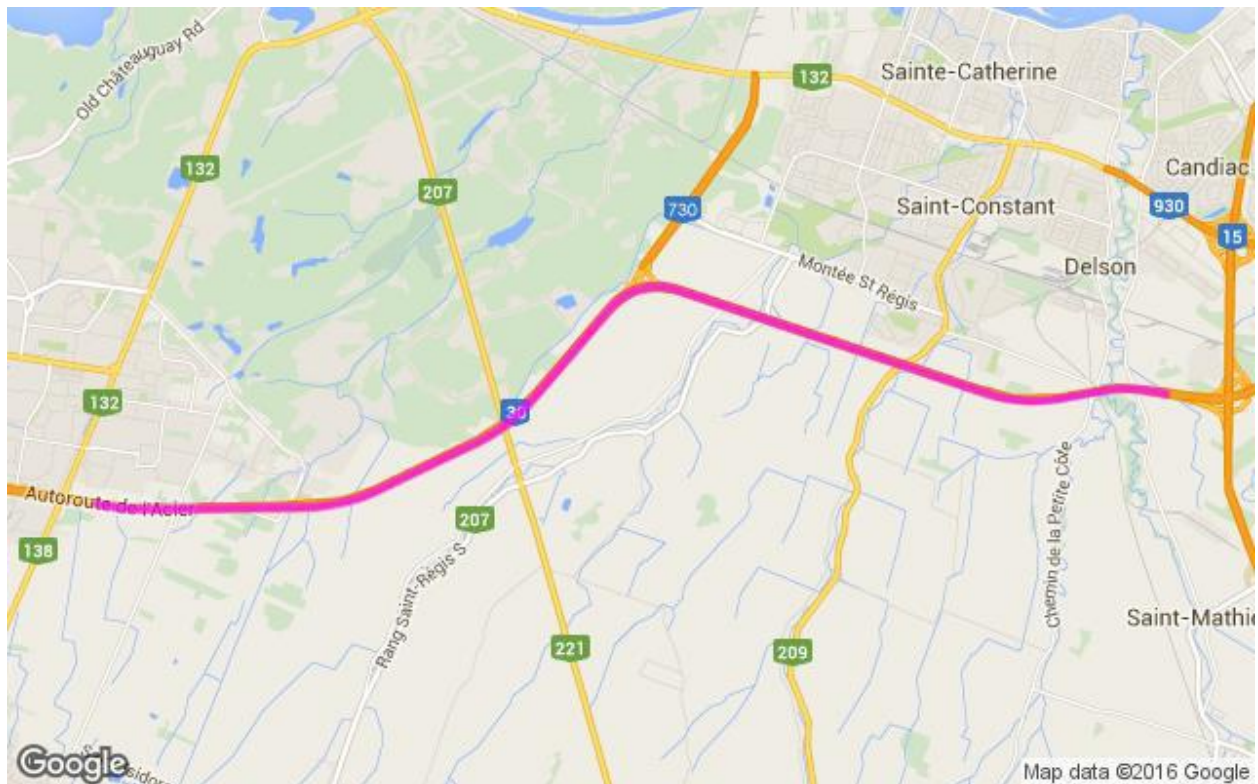 Old Châteauguay Rd
132
Sainte-Catherine
132
207
Candiac
730
Saint-Constant
930
15
Montée St Régis
Delson
132
30
Autoroute de l'Acier
138
207
Rang Saint-Régis S
Chemin de la Petite Côte
221
209
Saint-Mathie
Google
Map data ©2016 Google